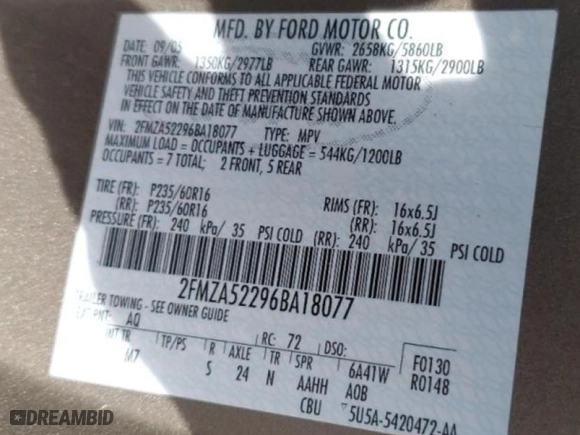 MFD. BY FORD MOTOR CO.
DATE: 09/05 GVWR: 2658KG/5860LB
FRONT GAWR: 1350KG/2977LB REAR GAWR: 1315KG/2900LB
THIS VEHICLE CONFORMS TO ALL APPLICABLE FEDERAL MOTOR
VEHICLE SAFETY AND THEFT PREVENTION STANDARDS
IN EFFECT ON THE DATE OF MANUFACTURE SHOWN ABOVE.
VIN: 2FMZA52296BA18077 TYPE: MPV
MAXIMUM LOAD = OCCUPANTS + LUGGAGE = 544KG/1200LB
OCCUPANTS = 7 TOTAL; 2 FRONT, 5 REAR
TIRE (FR): P235/60R16 RIMS (FR): 16x6.5J
(RR): P235/60R16 (RR): 16x6.5J
PRESSURE (FR): 240 kPa/ 35 PSI COLD (RR): 240 kPa/ 35 PSI COLD
2FMZA52296BA18077
TRAILER TOWING - SEE OWNER GUIDE
EXT PNT: AQ RC: 72 DSO: F0130
INT TR TP/PS R AXLE TR SPR 6A41W R0148
M7 S 24 N AAHH A0B
CBU 5U5A-5420472-AA
DREAMBID